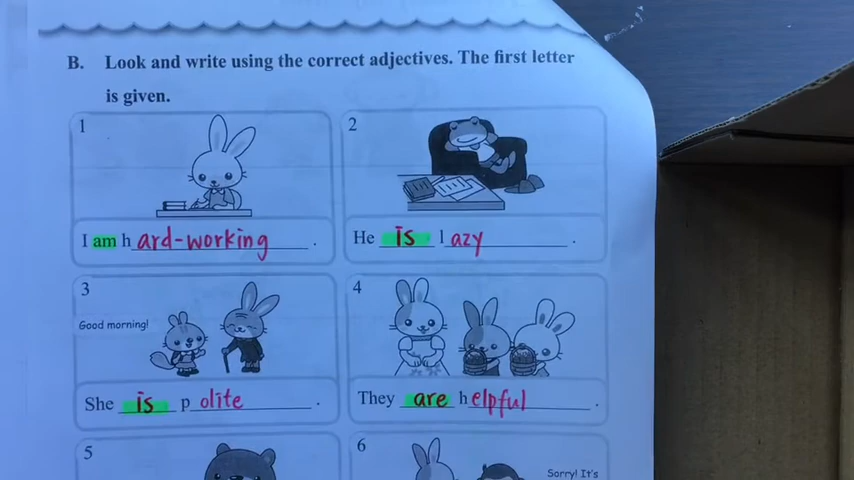 B. Look and write using the correct adjectives. The first letter
is given.
1
I am hard-working.
2
He is lazy.
3
Good morning!
She is polite.
4
They are helpful.
5
6
Sorry! It's